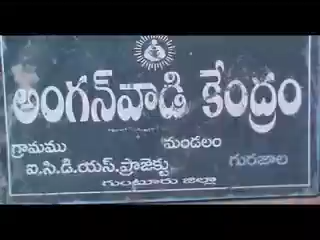 అంగన్‌వాడి కేంద్రం
గ్రామము మండలం గురజాల
ఐ.సి.డి.యస్.ప్రాజెక్టు
గుంటూరు జిల్లా